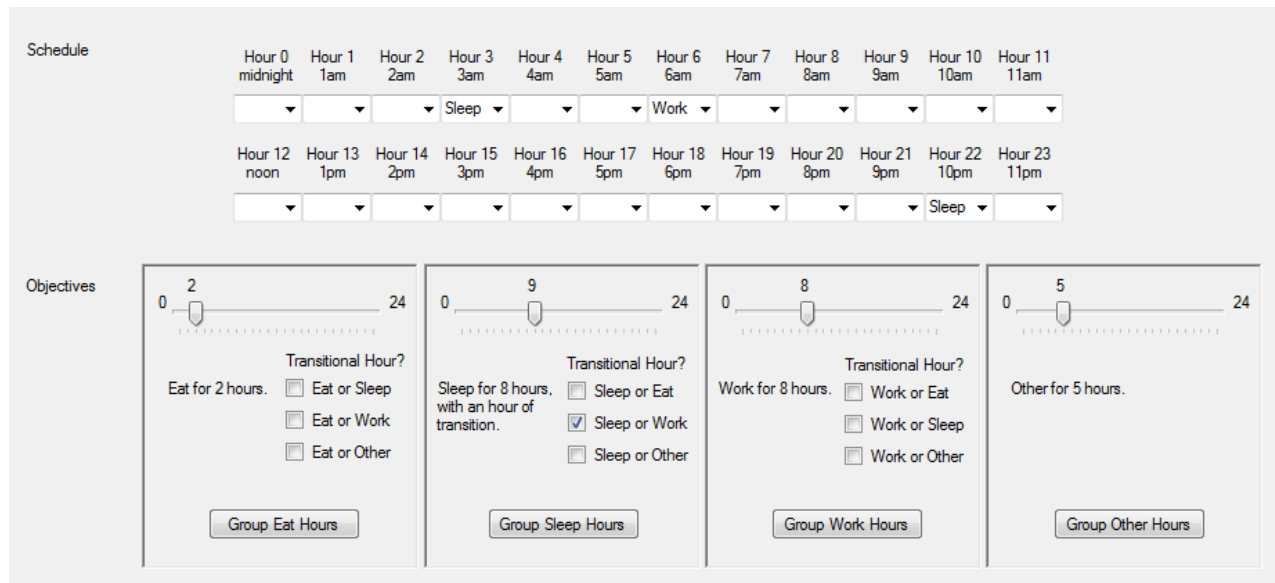 Schedule
Hour 0 Hour 1 Hour 2 Hour 3 Hour 4 Hour 5 Hour 6 Hour 7 Hour 8 Hour 9 Hour 10 Hour 11
midnight 1am 2am 3am 4am 5am 6am 7am 8am 9am 10am 11am
Sleep Work
Hour 12 Hour 13 Hour 14 Hour 15 Hour 16 Hour 17 Hour 18 Hour 19 Hour 20 Hour 21 Hour 22 Hour 23
noon 1pm 2pm 3pm 4pm 5pm 6pm 7pm 8pm 9pm 10pm 11pm
Sleep
Objectives
2
0 24
Transitional Hour?
Eat for 2 hours.
Eat or Sleep
Eat or Work
Eat or Other
Group Eat Hours
9
0 24
Transitional Hour?
Sleep for 8 hours,
with an hour of
transition.
Sleep or Eat
Sleep or Work
Sleep or Other
Group Sleep Hours
8
0 24
Transitional Hour?
Work for 8 hours.
Work or Eat
Work or Sleep
Work or Other
Group Work Hours
5
0 24
Other for 5 hours.
Group Other Hours